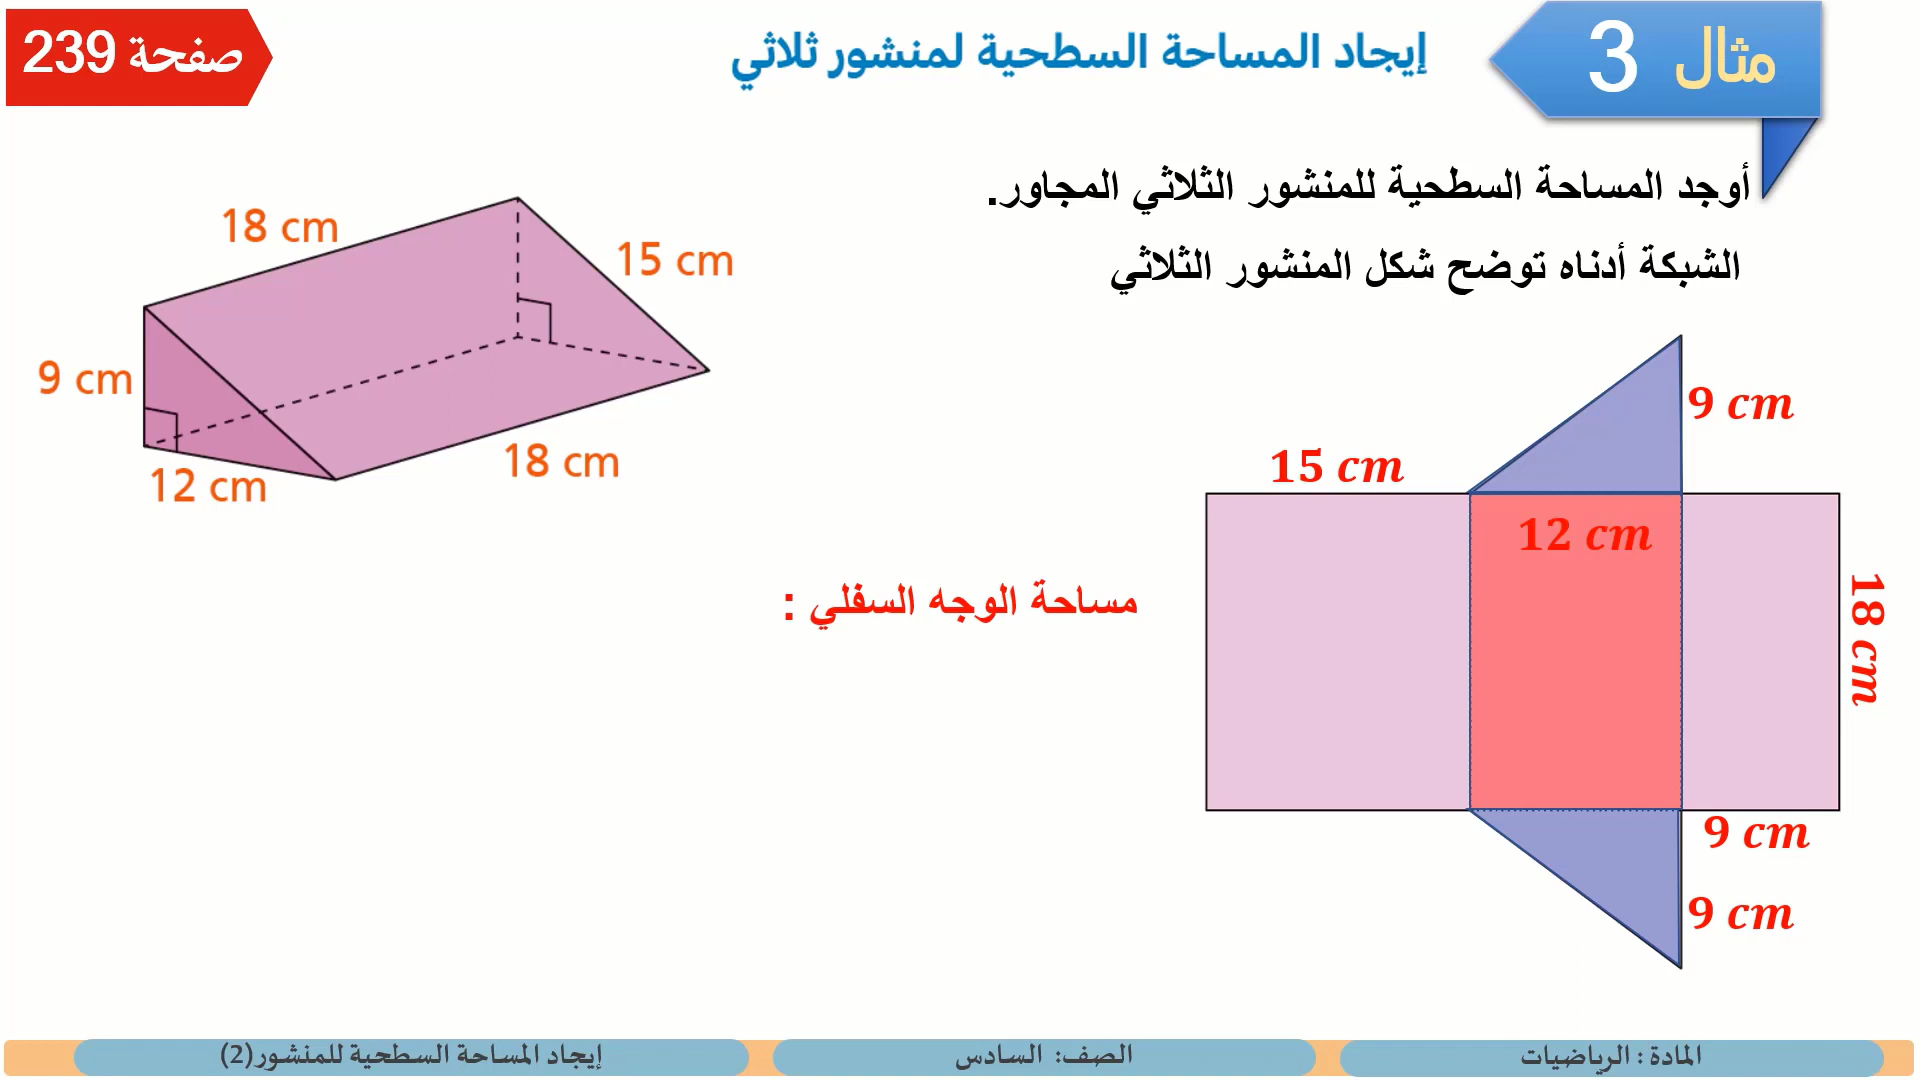 مثال 3
إيجاد المساحة السطحية لمنشور ثلاثي
صفحة 239
أوجد المساحة السطحية للمنشور الثلاثي المجاور.
الشبكة أدناه توضح شكل المنشور الثلاثي
18 cm
15 cm
9 cm
12 cm
18 cm
9 cm
15 cm
12 cm
18 cm
9 cm
9 cm
مساحة الوجه السفلي :
المادة : الرياضيات
الصف: السادس
إيجاد المساحة السطحية للمنشور(2)